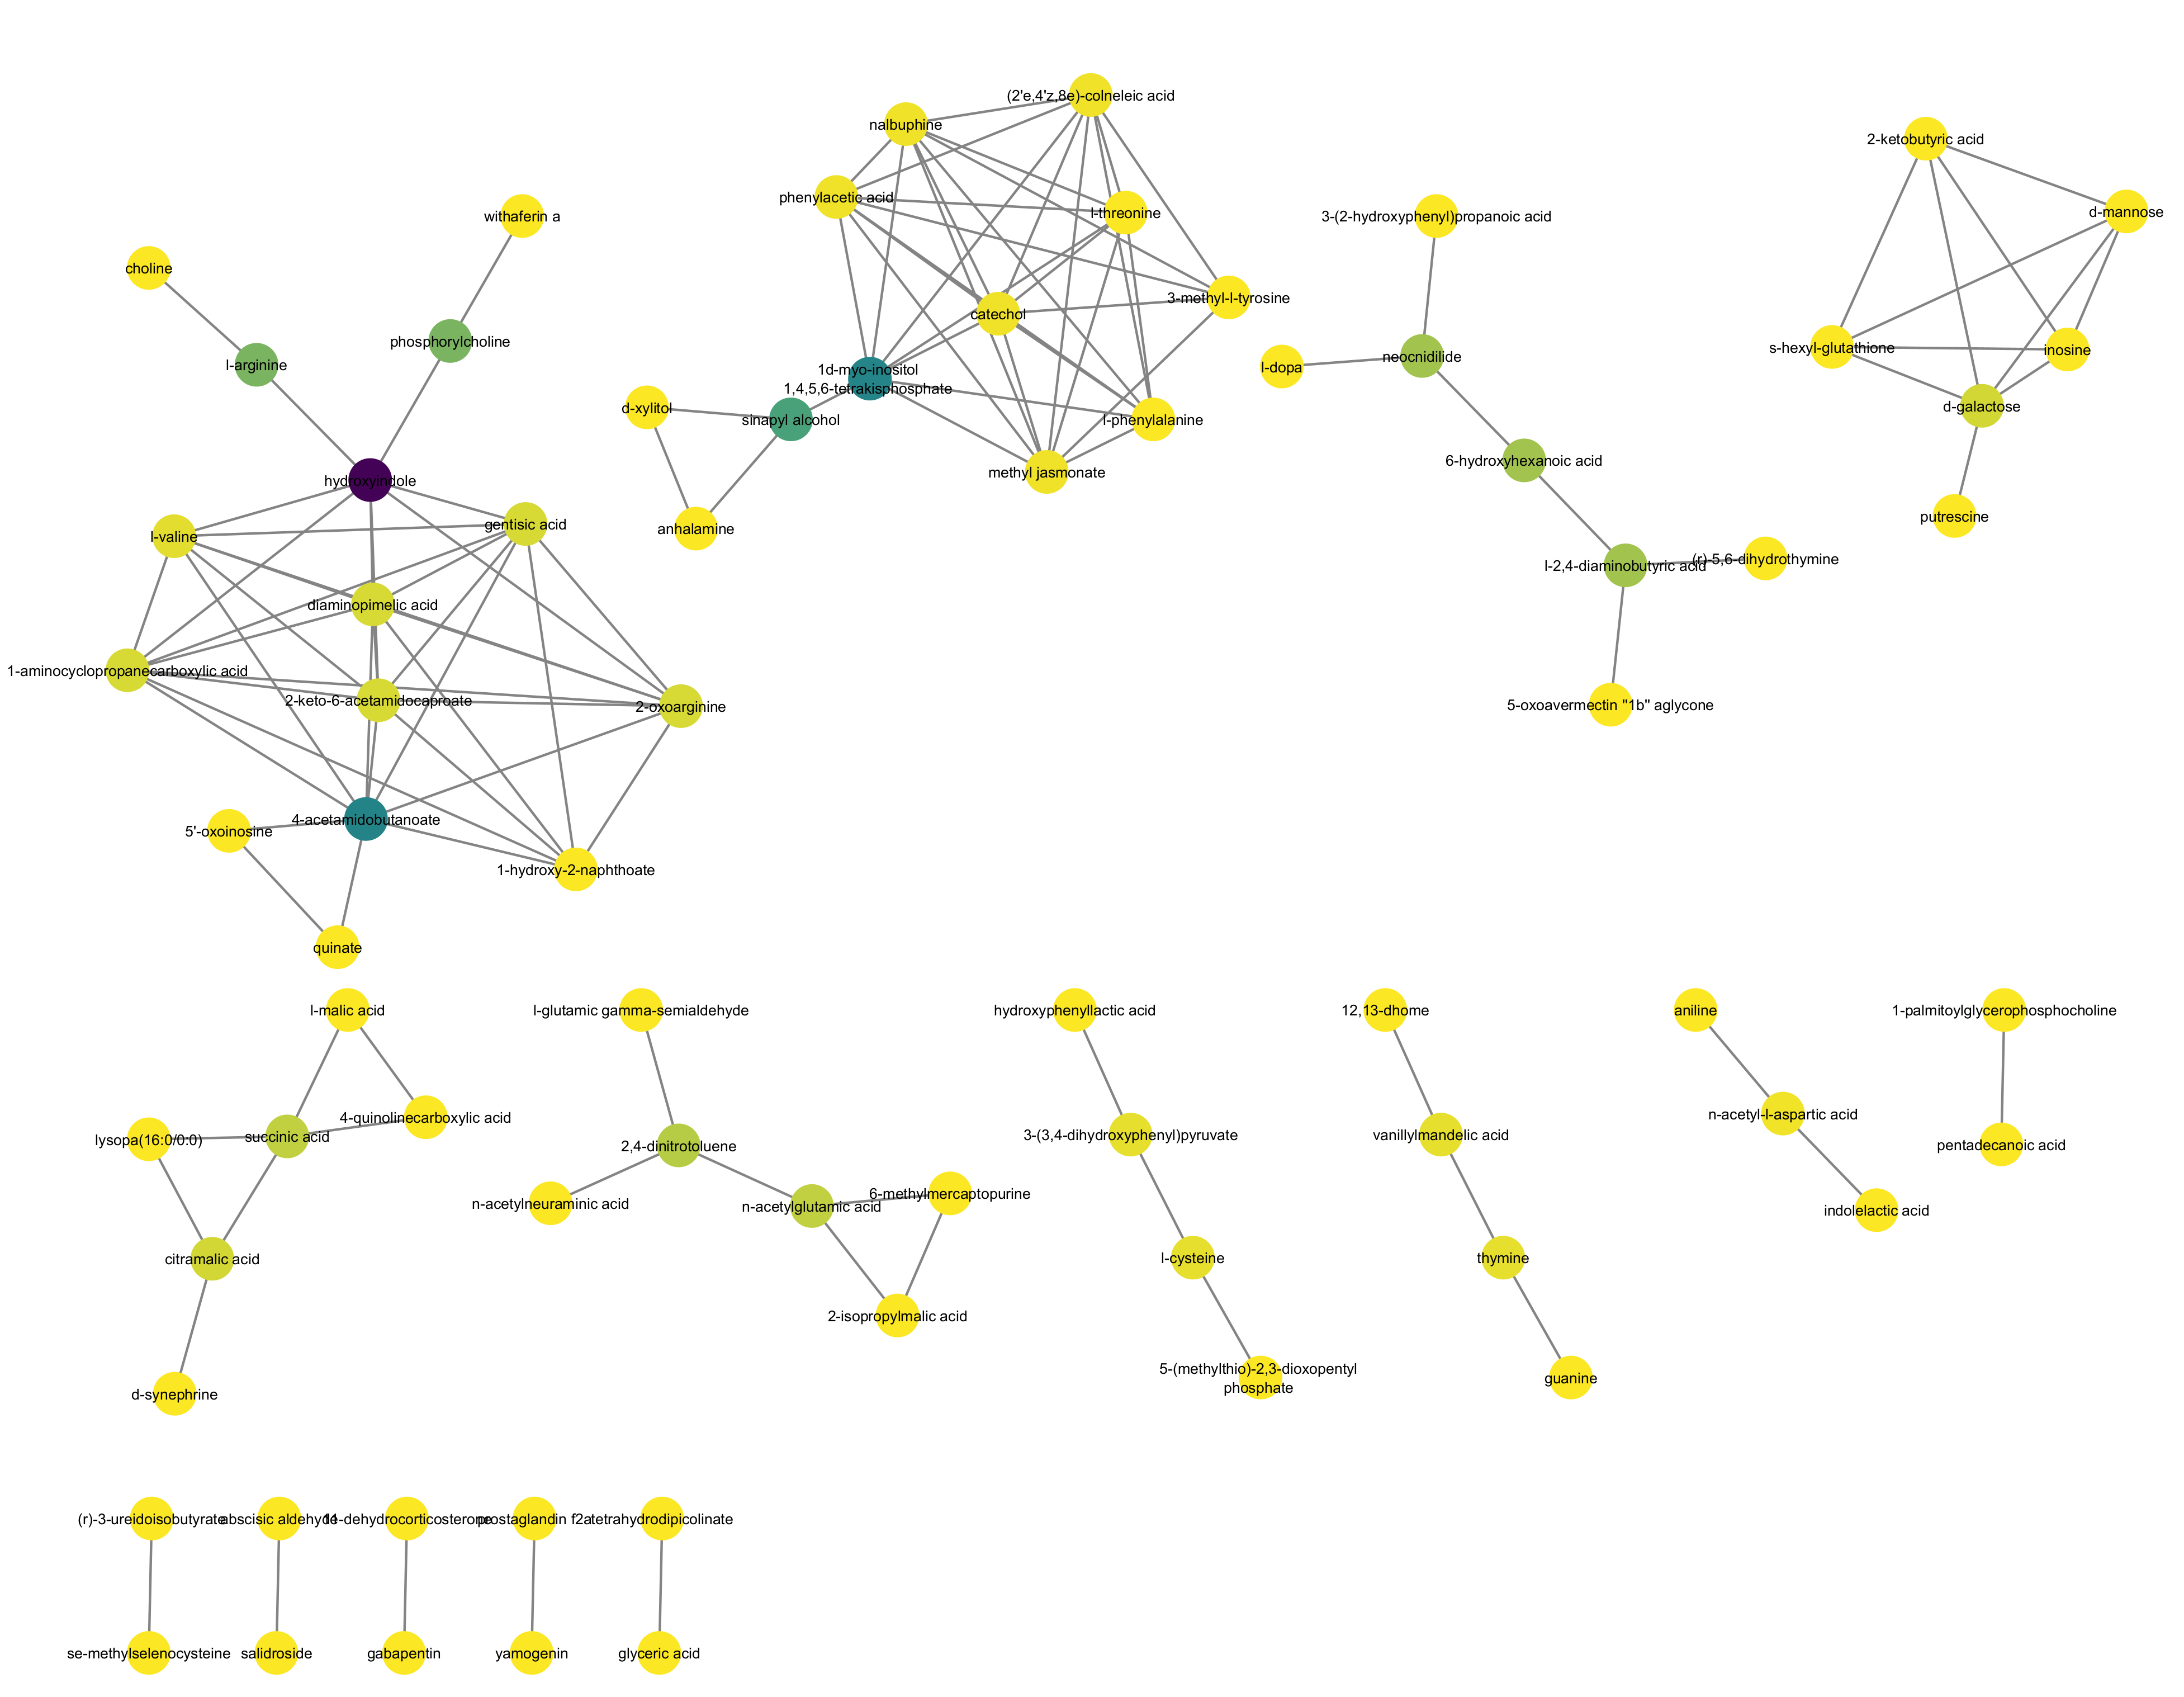 (2'e,4'z,8e)-colneleic acid
nalbuphine
2-ketobutyric acid
phenylacetic acid
l-threonine
d-mannose
withaferin a
3-(2-hydroxyphenyl)propanoic acid
choline
3-methyl-l-tyrosine
catechol
phosphorylcholine
s-hexyl-glutathione
inosine
neocnidilide
l-arginine
l-dopa
1d-myo-inositol
1,4,5,6-tetrakisphosphate
d-xylitol
d-galactose
sinapyl alcohol
l-phenylalanine
6-hydroxyhexanoic acid
methyl jasmonate
hydroxyindole
putrescine
gentisic acid
anhalamine
l-valine
(r)-5,6-dihydrothymine
l-2,4-diaminobutyric acid
diaminopimelic acid
1-aminocyclopropanecarboxylic acid
2-keto-6-acetamidocaproate
2-oxoarginine
5-oxoavermectin "1b" aglycone
4-acetamidobutanoate
5'-oxoinosine
1-hydroxy-2-naphthoate
quinate
l-malic acid
l-glutamic gamma-semialdehyde
hydroxyphenyllactic acid
12,13-dhome
aniline
1-palmitoylglycerophosphocholine
4-quinolinecarboxylic acid
n-acetyl-l-aspartic acid
lysopa(16:0/0:0)
succinic acid
2,4-dinitrotoluene
3-(3,4-dihydroxyphenyl)pyruvate
vanillylmandelic acid
pentadecanoic acid
6-methylmercaptopurine
n-acetylneuraminic acid
n-acetylglutamic acid
indolelactic acid
citramalic acid
l-cysteine
thymine
2-isopropylmalic acid
5-(methylthio)-2,3-dioxopentyl
phosphate
guanine
d-synephrine
(r)-3-ureidoisobutyrate
abscisic aldehyde
11-dehydrocorticosterone
prostaglandin f2a
tetrahydrodipicolinate
se-methylselenocysteine
salidroside
gabapentin
yamogenin
glyceric acid